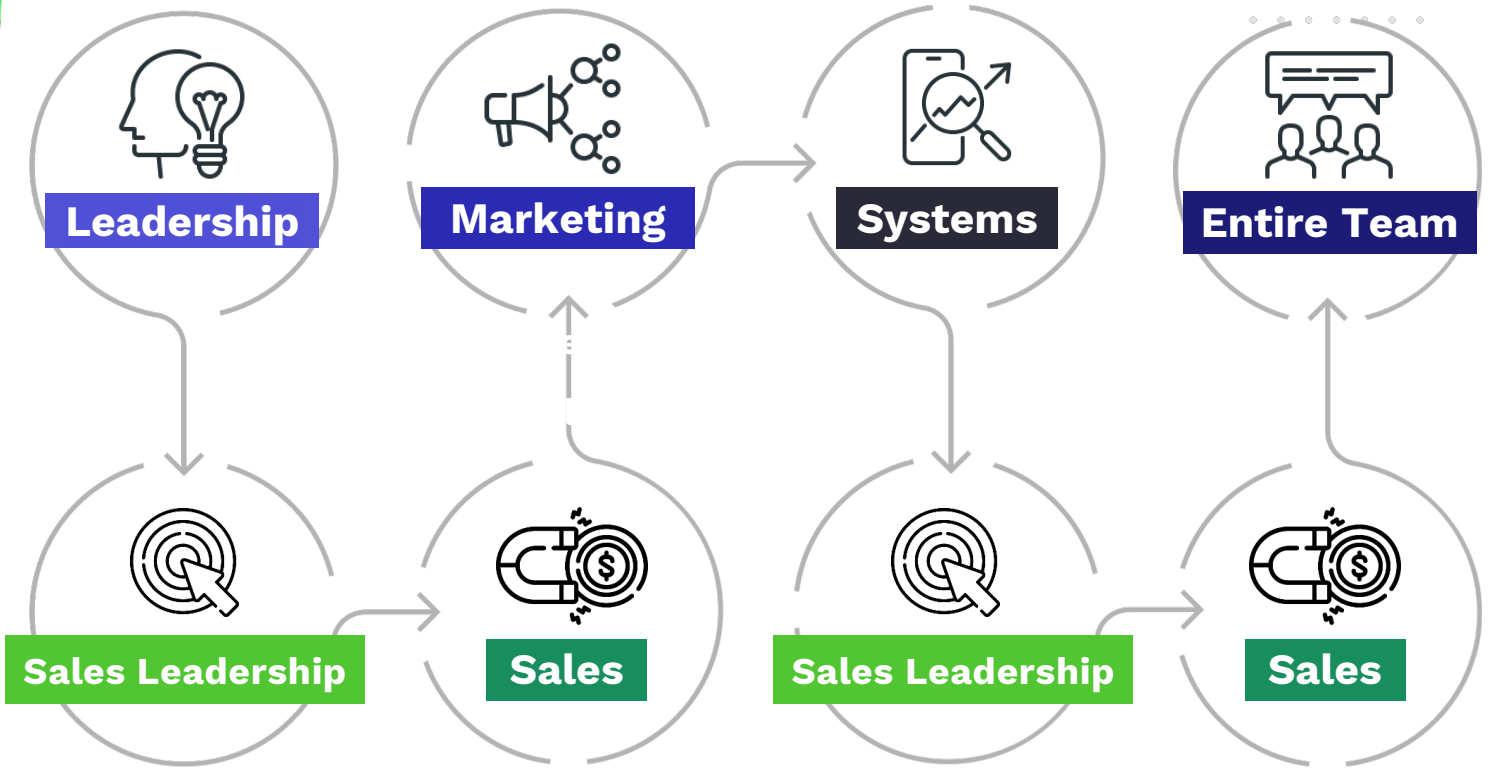 Leadership
Marketing
Systems
Entire Team
Sales Leadership
Sales
Sales Leadership
Sales
$
$